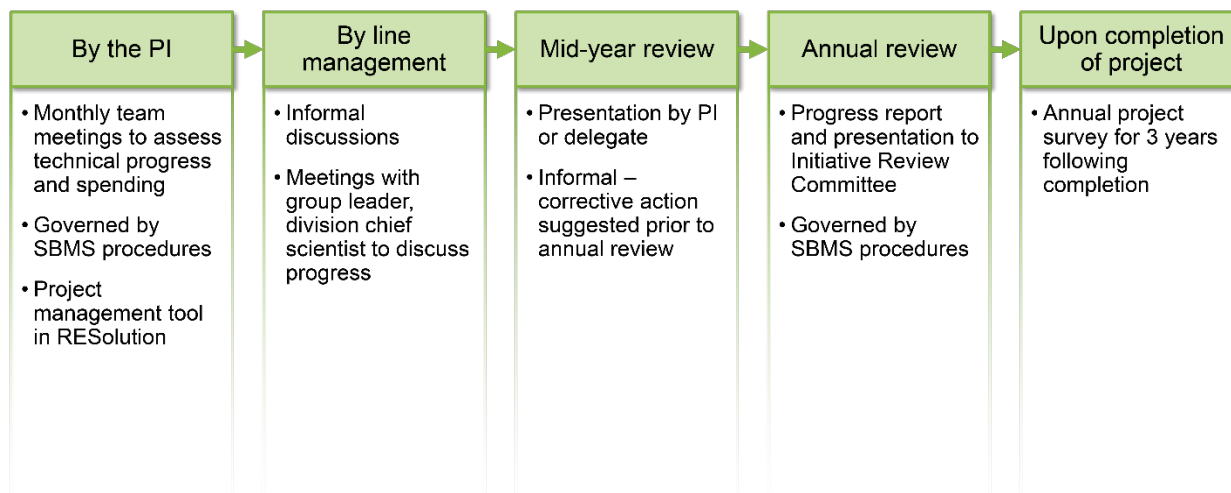 By the PI
• Monthly team
meetings to assess
technical progress
and spending
• Governed by
SBMS procedures
• Project
management tool
in RESolution
By line
management
• Informal
discussions
• Meetings with
group leader,
division chief
scientist to discuss
progress
Mid-year review
• Presentation by PI
or delegate
• Informal –
corrective action
suggested prior to
annual review
Annual review
• Progress report
and presentation to
Initiative Review
Committee
• Governed by
SBMS procedures
Upon completion
of project
• Annual project
survey for 3 years
following
completion